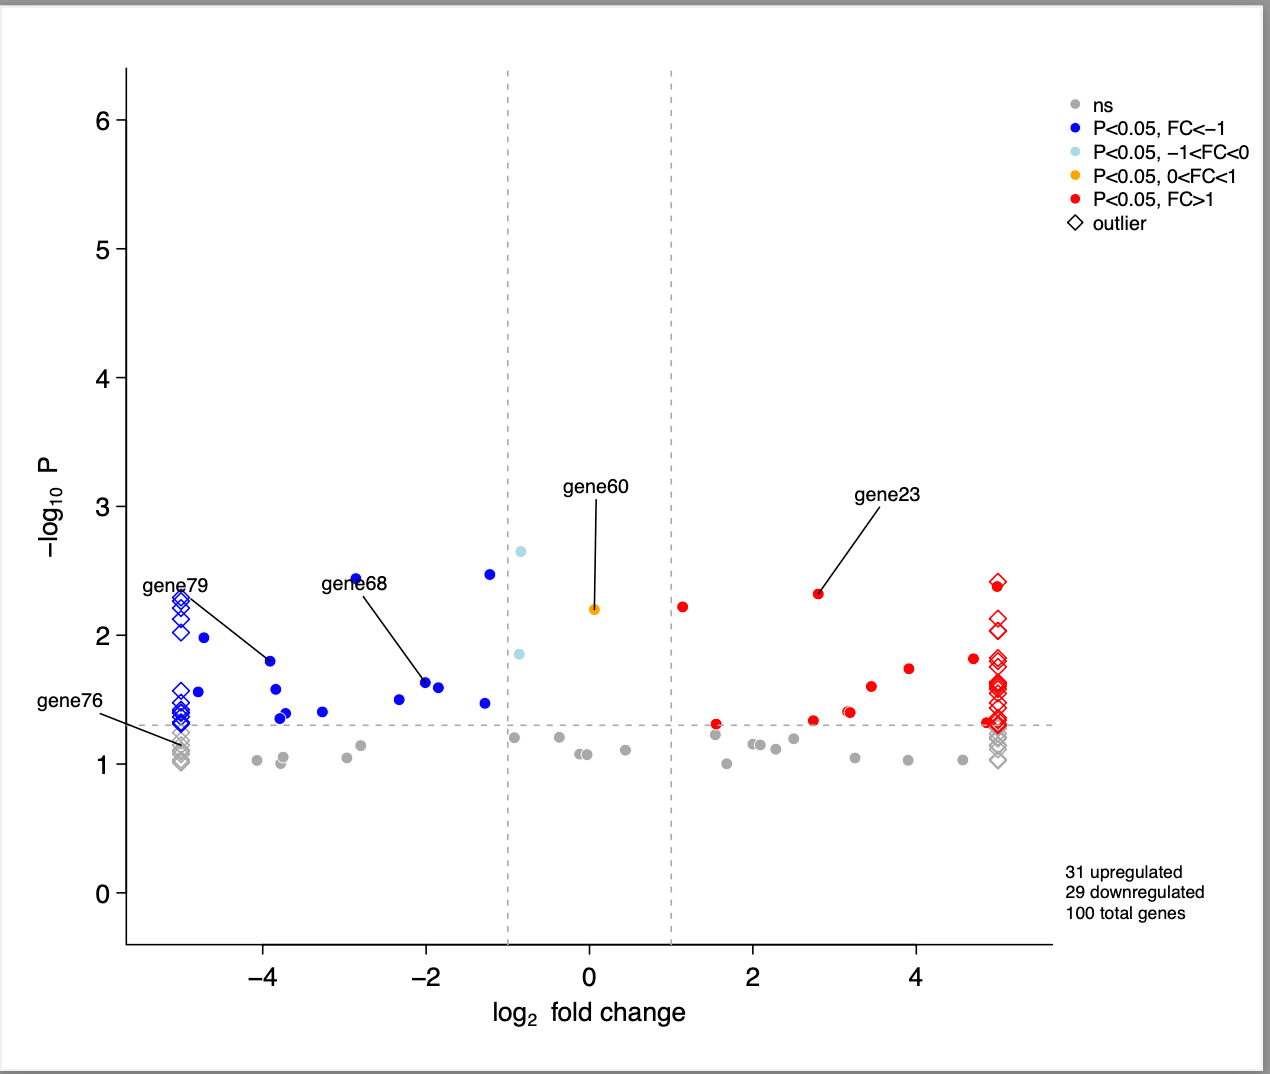 ns
P<0.05, FC<−1
P<0.05, −1<FC<0
P<0.05, 0<FC<1
P<0.05, FC>1
outlier
6
5
4
3
2
1
0
−log10 P
gene60
gene23
gene79
gene68
gene76
31 upregulated
29 downregulated
100 total genes
−4 −2 0 2 4
log2 fold change